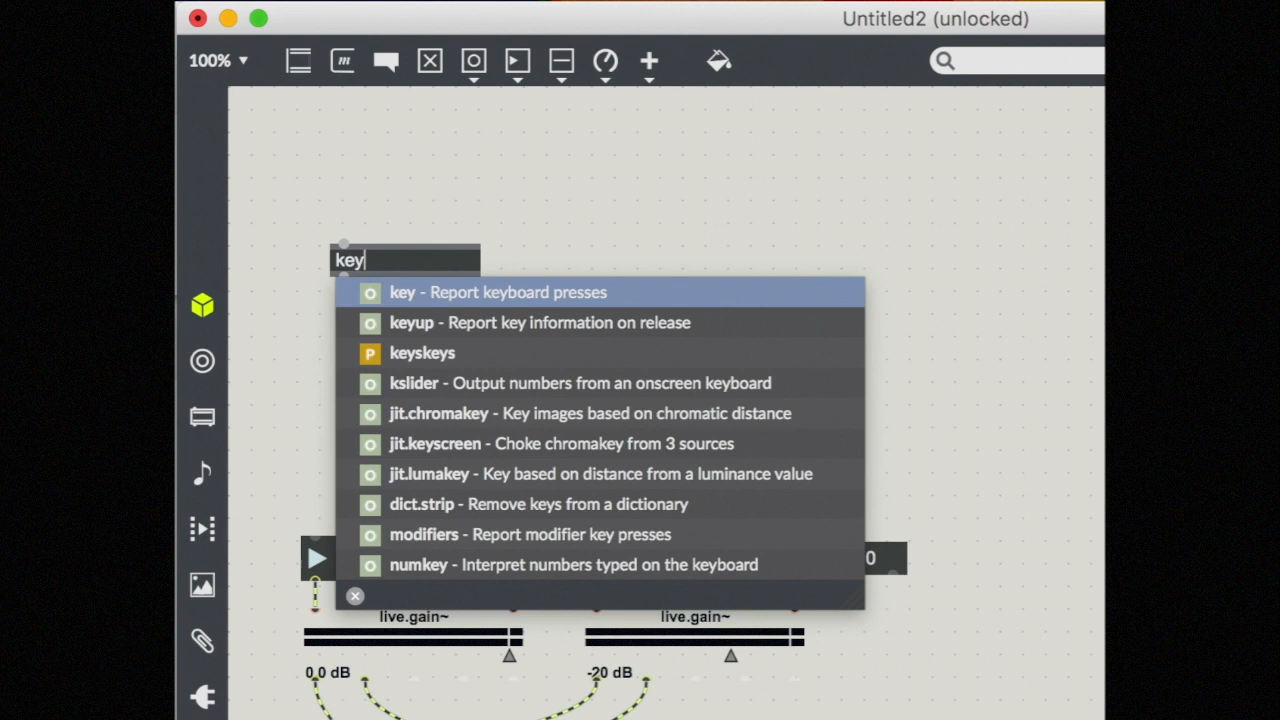 Untitled2 (unlocked)
100%
m
key
key - Report keyboard presses
keyup - Report key information on release
keyskeys
kslider - Output numbers from an onscreen keyboard
jit.chromakey - Key images based on chromatic distance
jit.keyscreen - Choke chromakey from 3 sources
jit.lumakey - Key based on distance from a luminance value
dict.strip - Remove keys from a dictionary
modifiers - Report modifier key presses
numkey - Interpret numbers typed on the keyboard
0
live.gain~ live.gain~
0.0 dB -20 dB